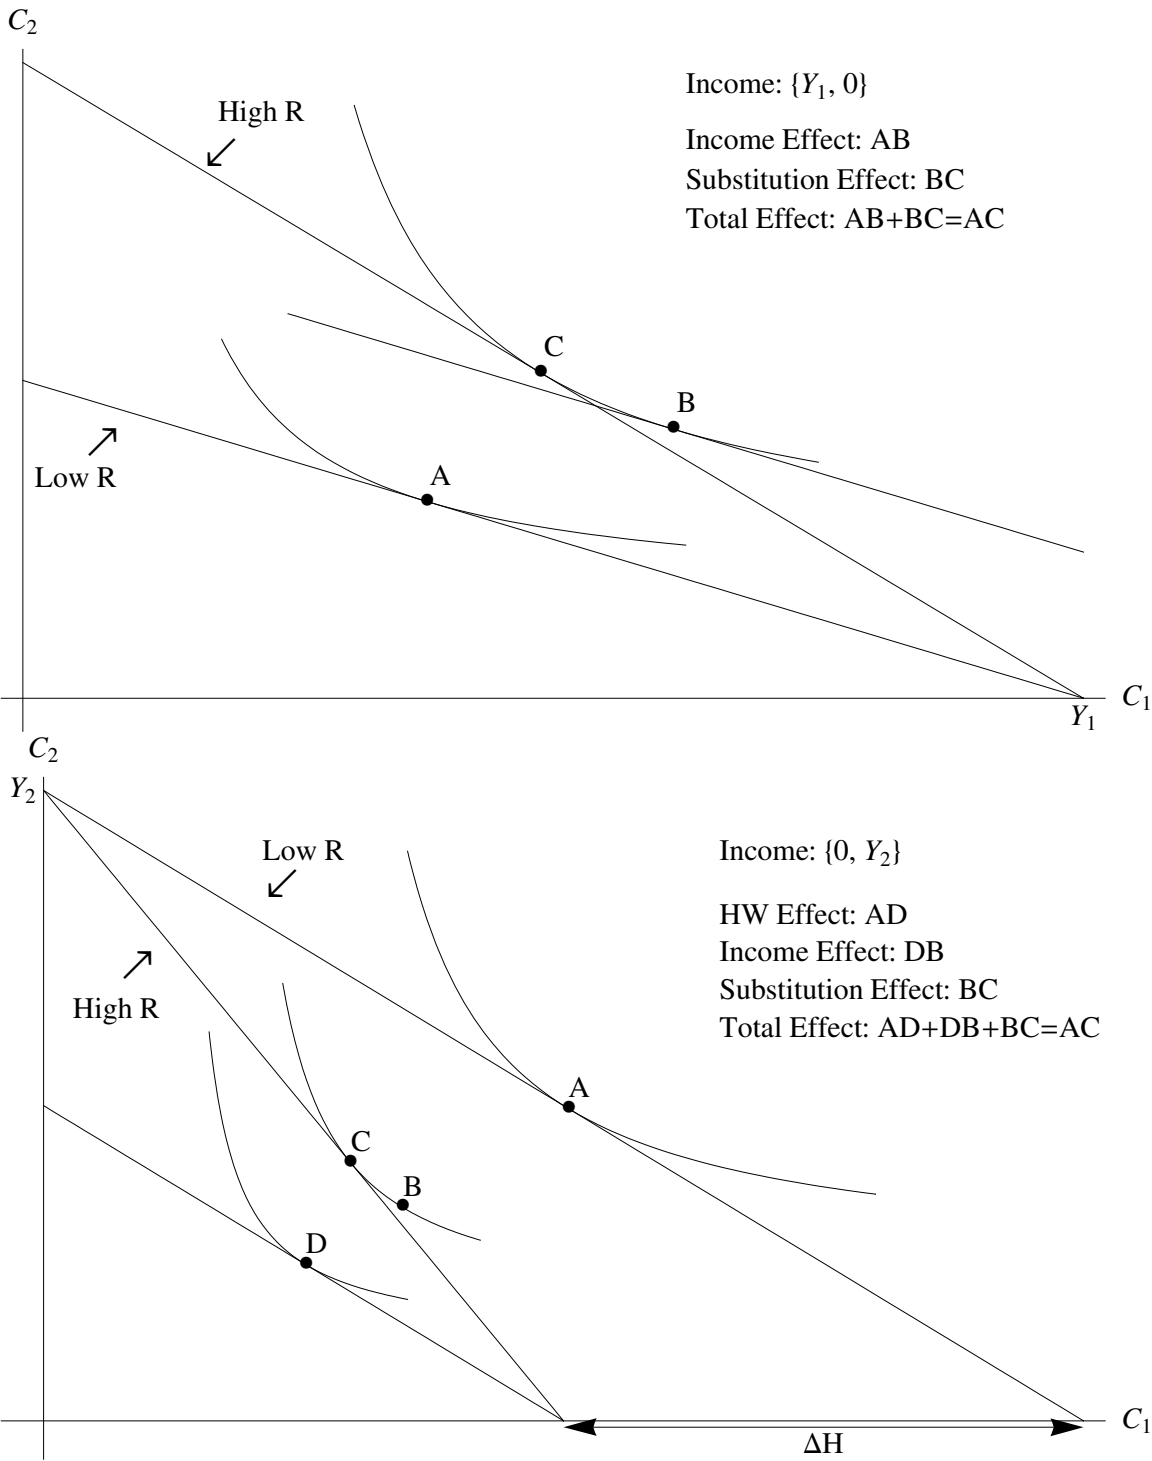 C₂
High R
Income: {Y₁, 0}
Income Effect: AB
Substitution Effect: BC
Total Effect: AB+BC=AC
C
B
Low R
A
C₁
Y₁
C₂
Y₂
Low R
Income: {0, Y₂}
HW Effect: AD
Income Effect: DB
Substitution Effect: BC
Total Effect: AD+DB+BC=AC
High R
A
C
B
D
C₁
ΔH